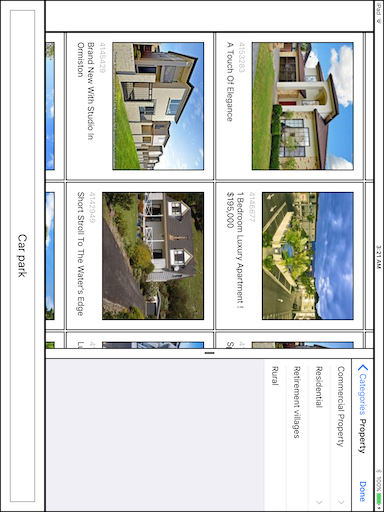 iPad 3:21 AM 100%
Categories Property Done
Commercial Property
Residential
Retirement villages
Rural
4153283
A Touch Of Elegance
4146677
1 Bedroom Luxury Apartment !
$195,000
4145429
Brand New With Studio In
Ormiston
4142949
Short Stroll To The Water's Edge
Car park